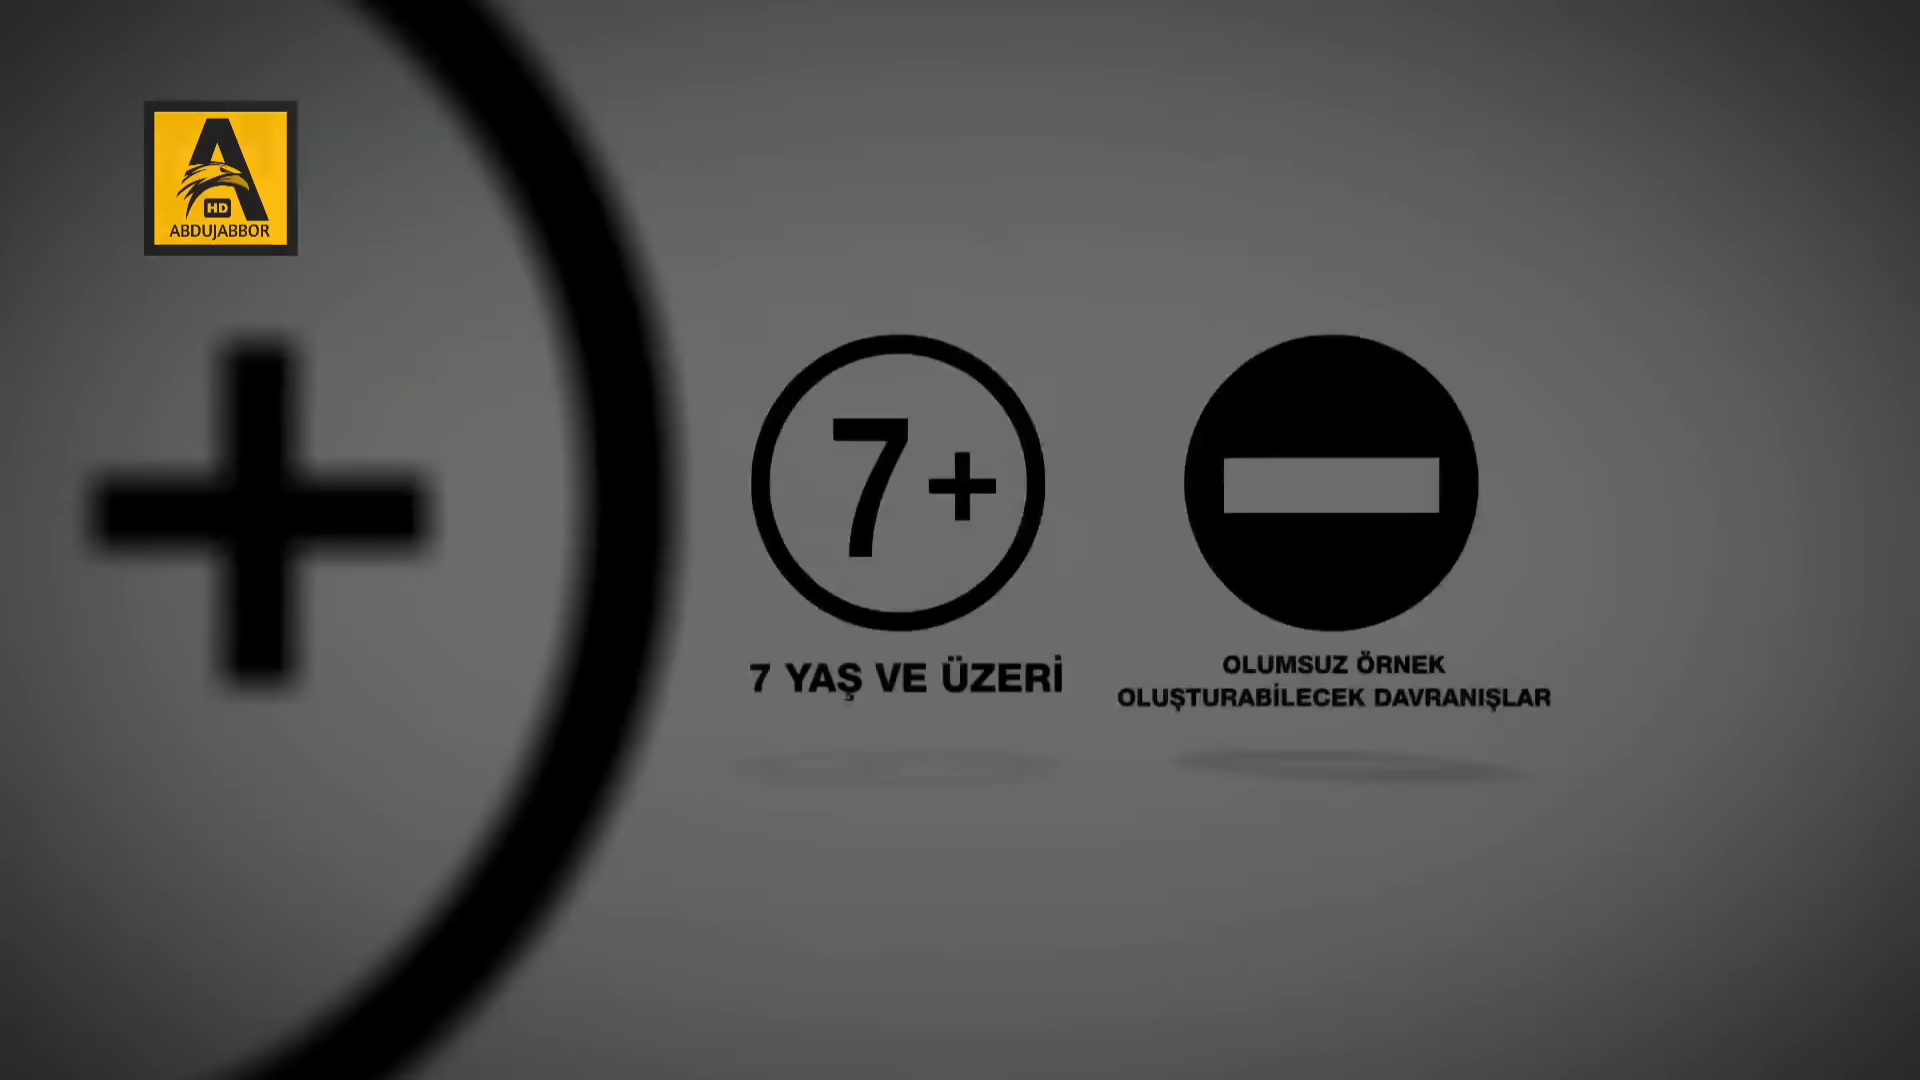 A
HD
ABDUJABBOR
+
7+
7 YAŞ VE ÜZERİ
OLUMSUZ ÖRNEK
OLUŞTURABİLECEK DAVRANIŞLAR